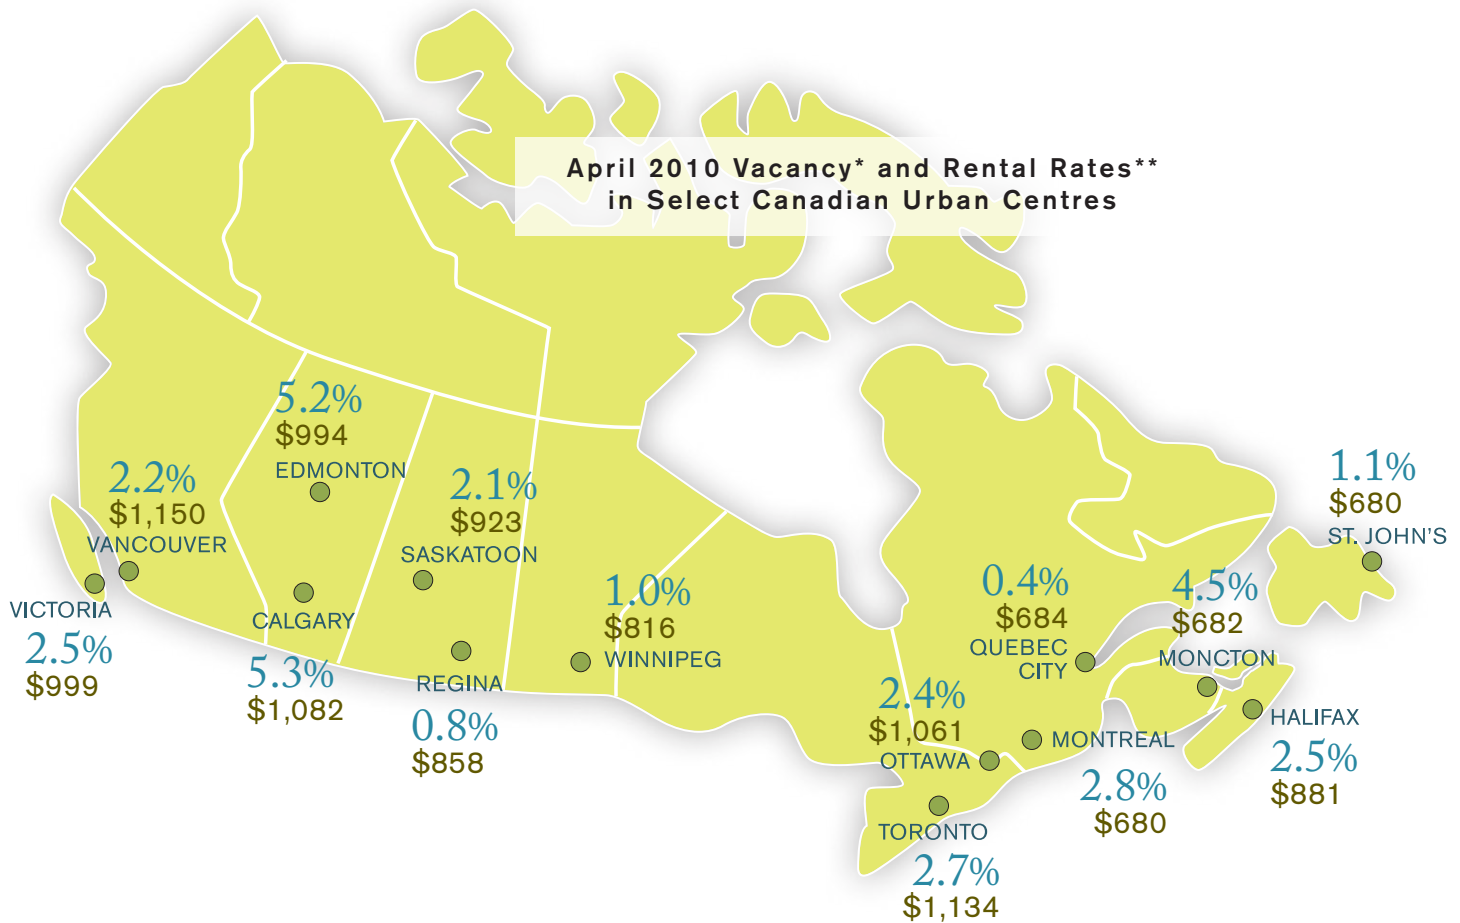 April 2010 Vacancy* and Rental Rates**
in Select Canadian Urban Centres
5.2%
$994
EDMONTON
2.2%
$1,150
VANCOUVER
2.1%
$923
SASKATOON
1.1%
$680
ST. JOHN'S
VICTORIA
2.5%
$999
CALGARY
5.3%
$1,082
REGINA
0.8%
$858
1.0%
$816
WINNIPEG
0.4%
$684
QUEBEC
CITY
4.5%
$682
MONCTON
2.4%
$1,061
OTTAWA
MONTREAL
2.8%
$680
HALIFAX
2.5%
$881
TORONTO
2.7%
$1,134